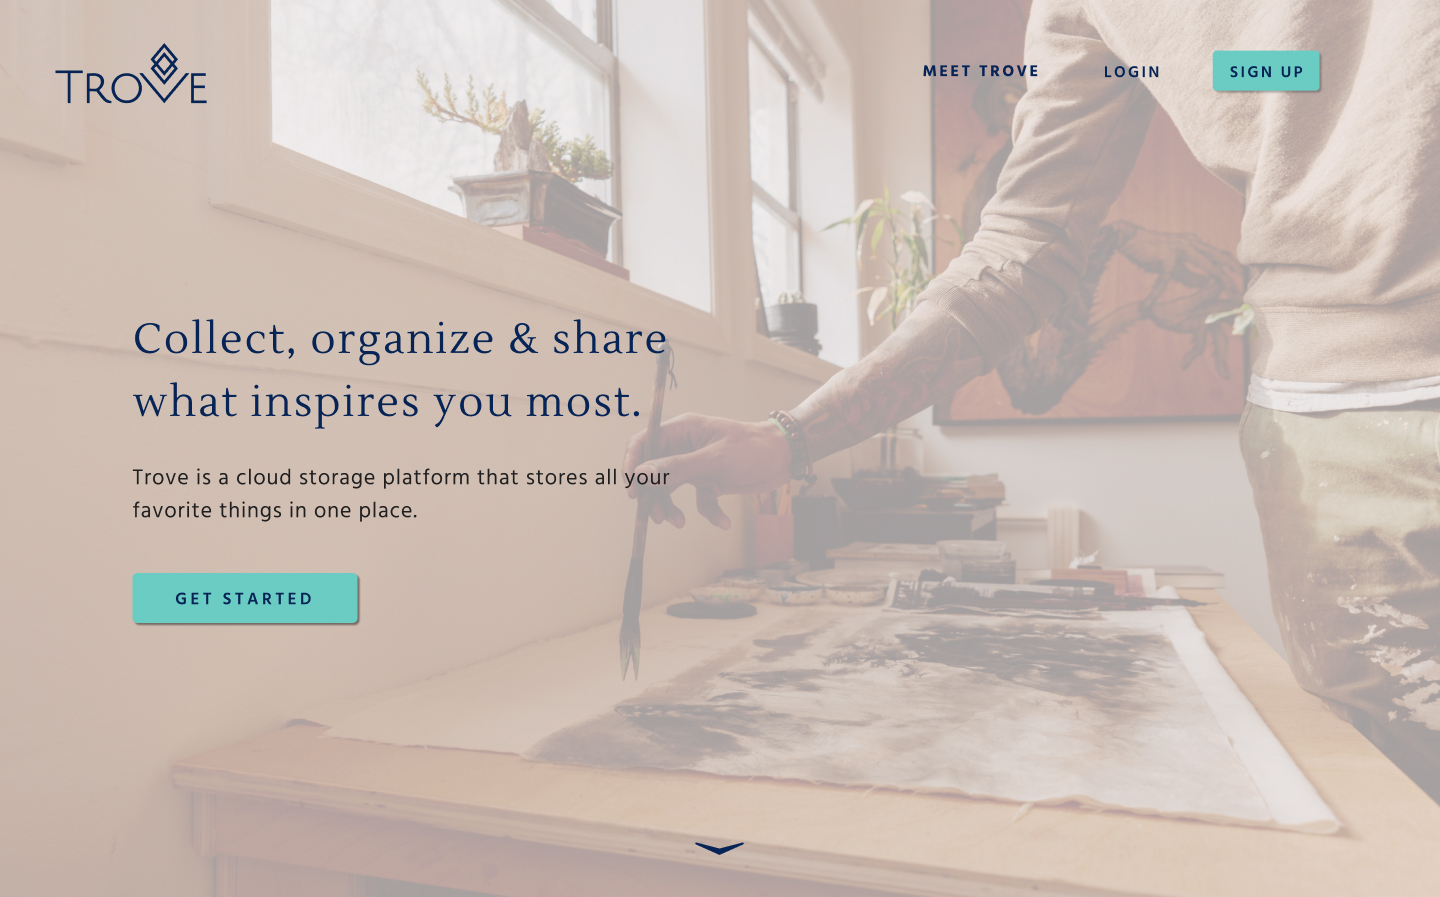 TROVE
MEET TROVE
LOGIN
SIGN UP
Collect, organize & share
what inspires you most.
Trove is a cloud storage platform that stores all your
favorite things in one place.
GET STARTED